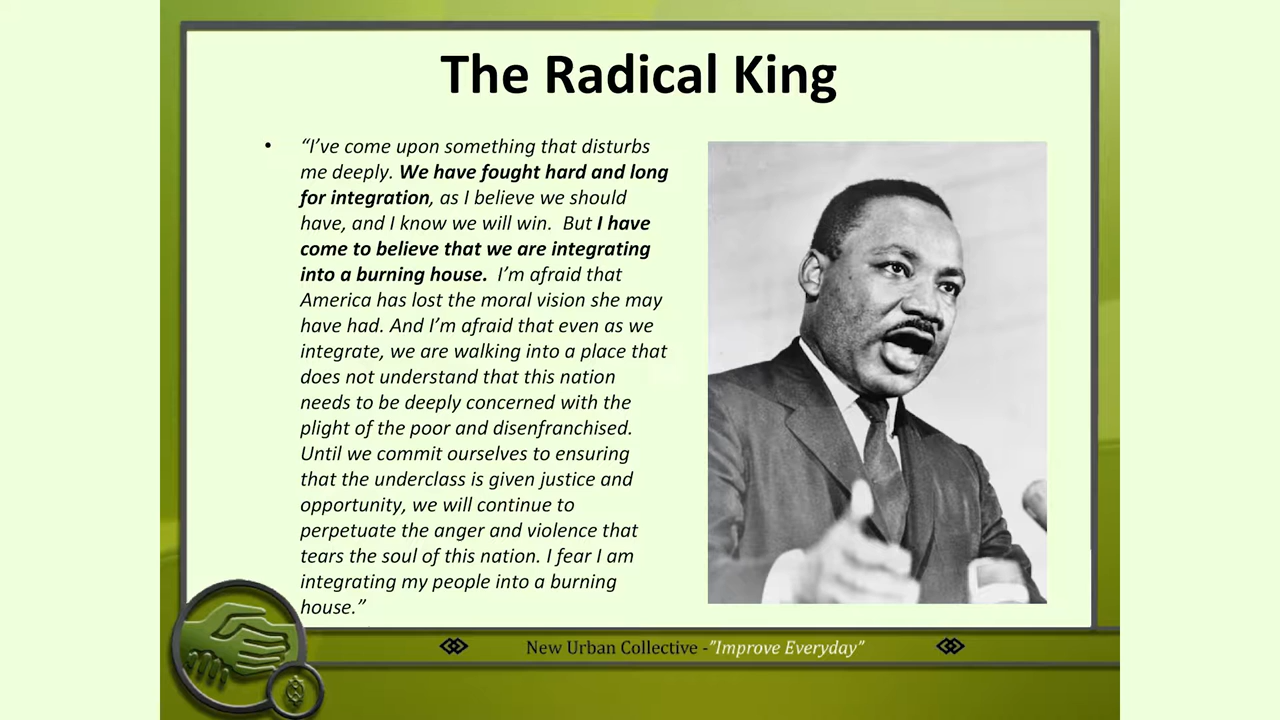 The Radical King
• “I’ve come upon something that disturbs
me deeply. We have fought hard and long
for integration, as I believe we should
have, and I know we will win.  But I have
come to believe that we are integrating
into a burning house.  I’m afraid that
America has lost the moral vision she may
have had. And I’m afraid that even as we
integrate, we are walking into a place that
does not understand that this nation
needs to be deeply concerned with the
plight of the poor and disenfranchised.
Until we commit ourselves to ensuring
that the underclass is given justice and
opportunity, we will continue to
perpetuate the anger and violence that
tears the soul of this nation. I fear I am
integrating my people into a burning
house.”
New Urban Collective -”Improve Everyday”